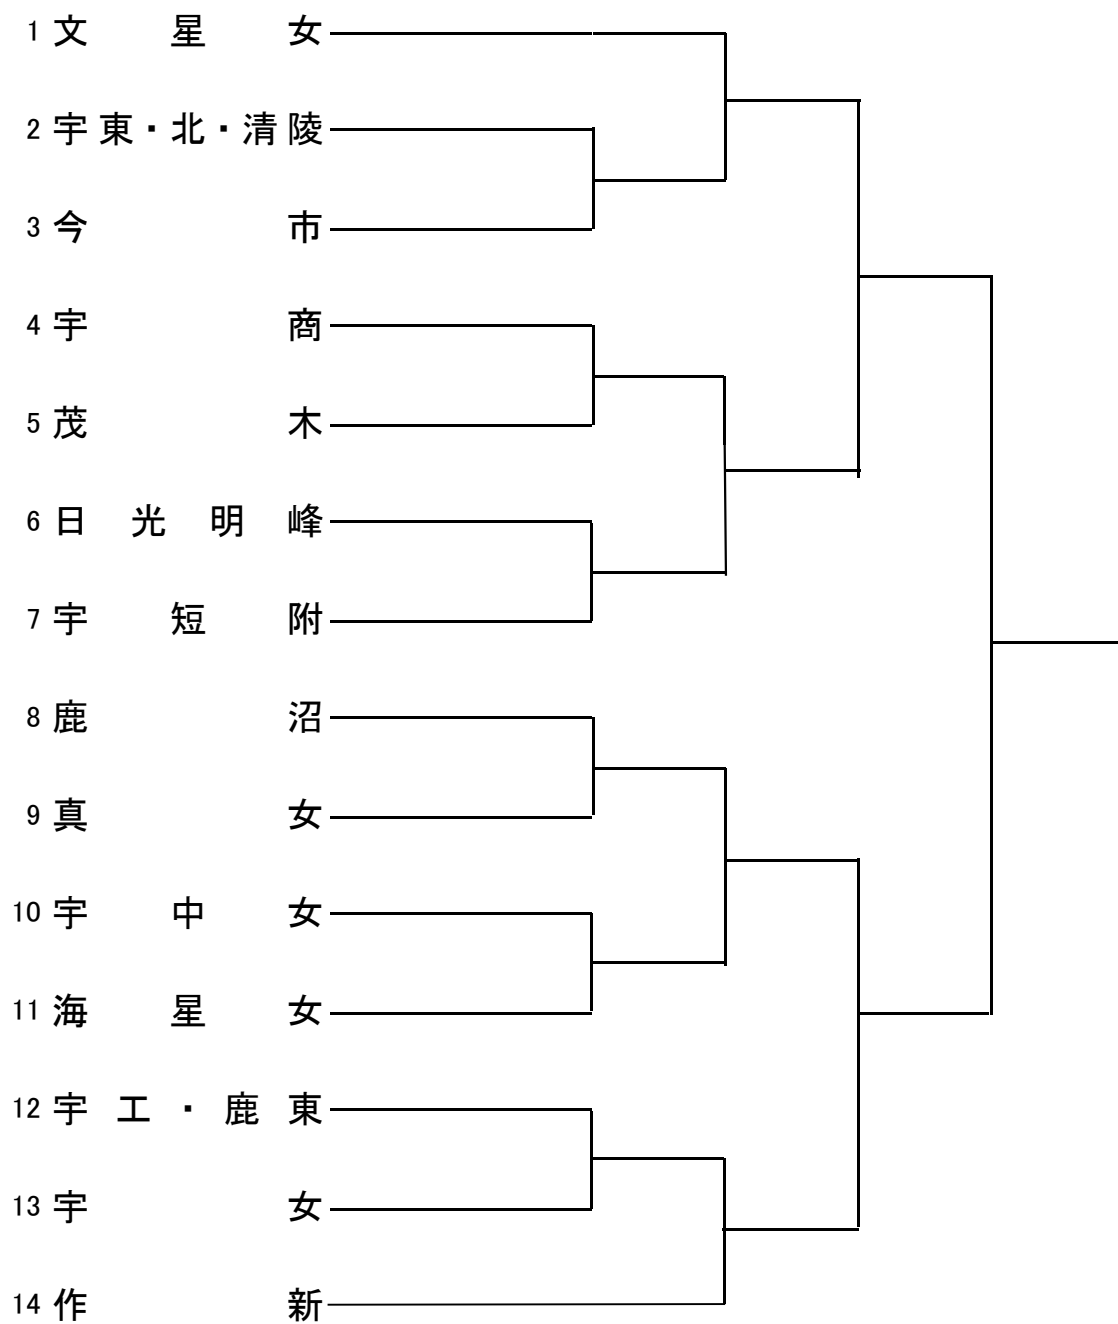 1 文星女
2 宇東・北・清陵
3 今市
4 宇商
5 茂木
6 日光明峰
7 宇短附
8 鹿沼
9 真女
10 宇中女
11 海星女
12 宇工・鹿東
13 宇女
14 作新